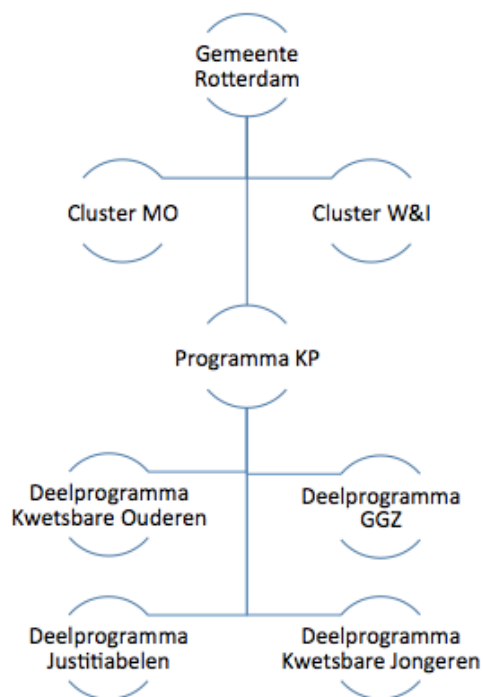 Gemeente
Rotterdam
Cluster MO
Cluster W&I
Programma KP
Deelprogramma
Kwetsbare Ouderen
Deelprogramma
GGZ
Deelprogramma
Justitiabelen
Deelprogramma
Kwetsbare Jongeren